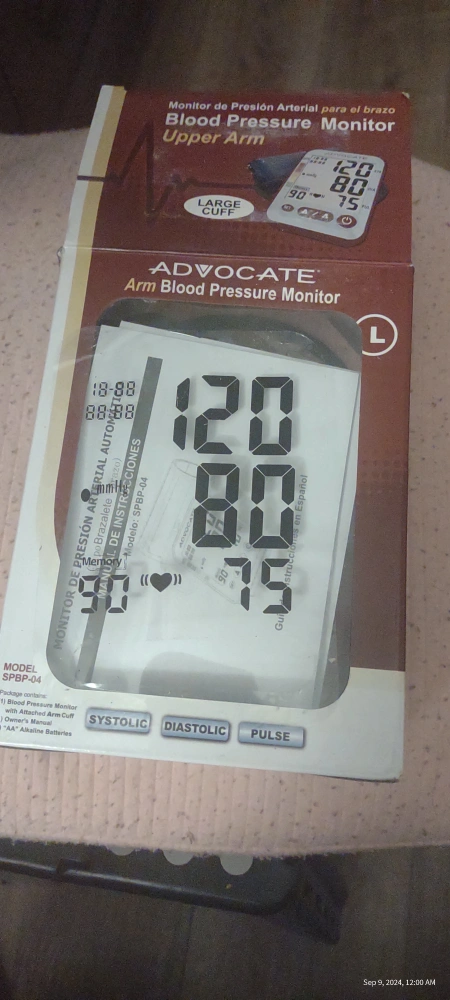 Monitor de Presión Arterial para el brazo
Blood Pressure Monitor
Upper Arm
LARGE
CUFF
ADVOCATE
120
80
90
75
ADVOCATE
Arm Blood Pressure Monitor
L
18-88
88:88
120
mmHg
80
Memory
90
75
MONITOR DE PRESIÓN ARTERIAL AUTOMÁTI
MANUAL DE INSTRUCCIONES
Modelo: SPBP-04
Instrucciones en Español
MODEL
SPBP-04
Package contains:
1) Blood Pressure Monitor
with Attached Arm Cuff
) Owner's Manual
"AA" Alkaline Batteries
SYSTOLIC
DIASTOLIC
PULSE
Sep 9, 2024, 12:00 AM